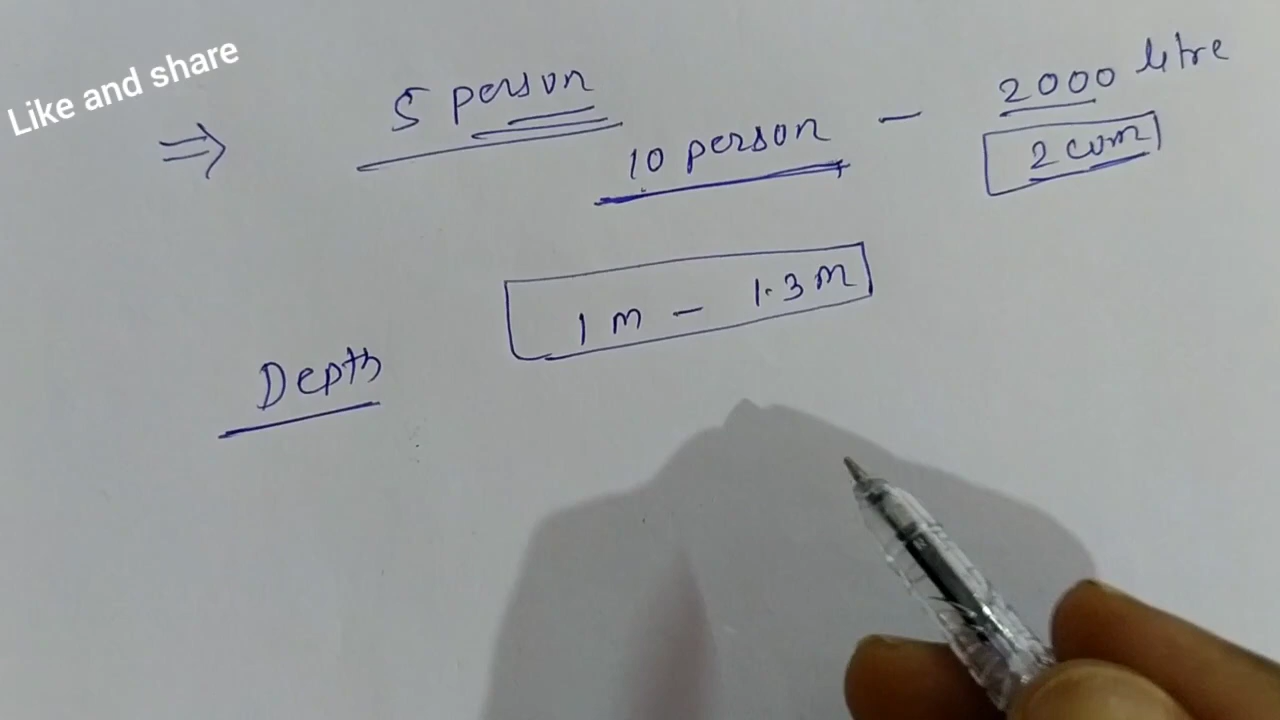 Like and share
⇒ 5 person
10 person - 2000 litre
2 cum
1 m - 1.3 m
Depth